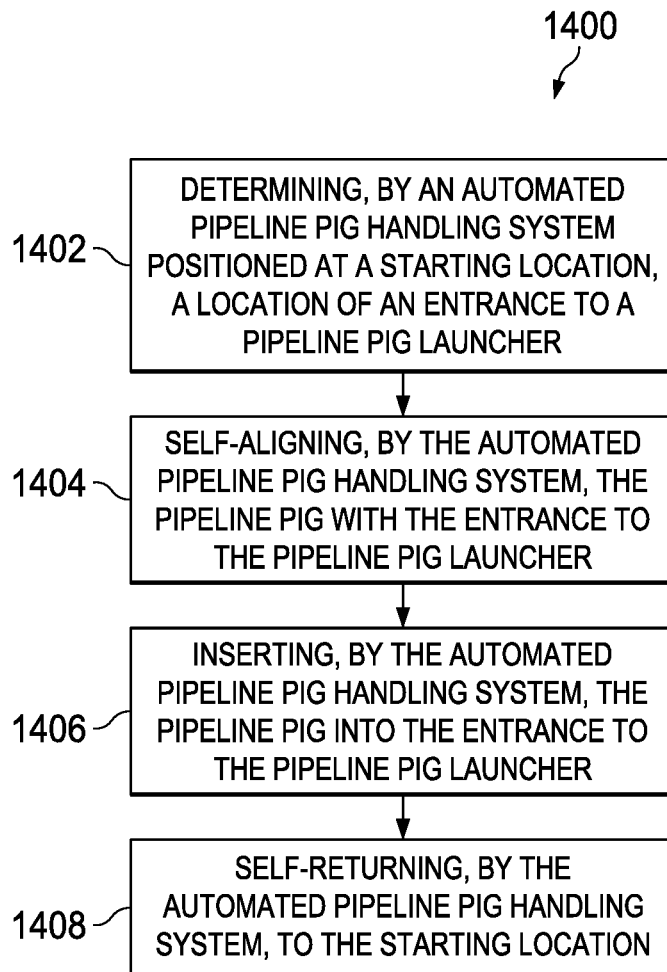 1400
DETERMINING, BY AN AUTOMATED
PIPELINE PIG HANDLING SYSTEM
1402
POSITIONED AT A STARTING LOCATION,
A LOCATION OF AN ENTRANCE TO A
PIPELINE PIG LAUNCHER
SELF-ALIGNING, BY THE AUTOMATED
1404
PIPELINE PIG HANDLING SYSTEM, THE
PIPELINE PIG WITH THE ENTRANCE TO
THE PIPELINE PIG LAUNCHER
INSERTING, BY THE AUTOMATED
1406
PIPELINE PIG HANDLING SYSTEM, THE
PIPELINE PIG INTO THE ENTRANCE TO
THE PIPELINE PIG LAUNCHER
SELF-RETURNING, BY THE
1408
AUTOMATED PIPELINE PIG HANDLING
SYSTEM, TO THE STARTING LOCATION